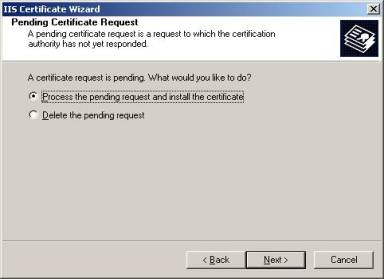 IIS Certificate Wizard
Pending Certificate Request
A pending certificate request is a request to which the certification
authority has not yet responded.
A certificate request is pending. What would you like to do?
Process the pending request and install the certificate
Delete the pending request
< Back
Next >
Cancel